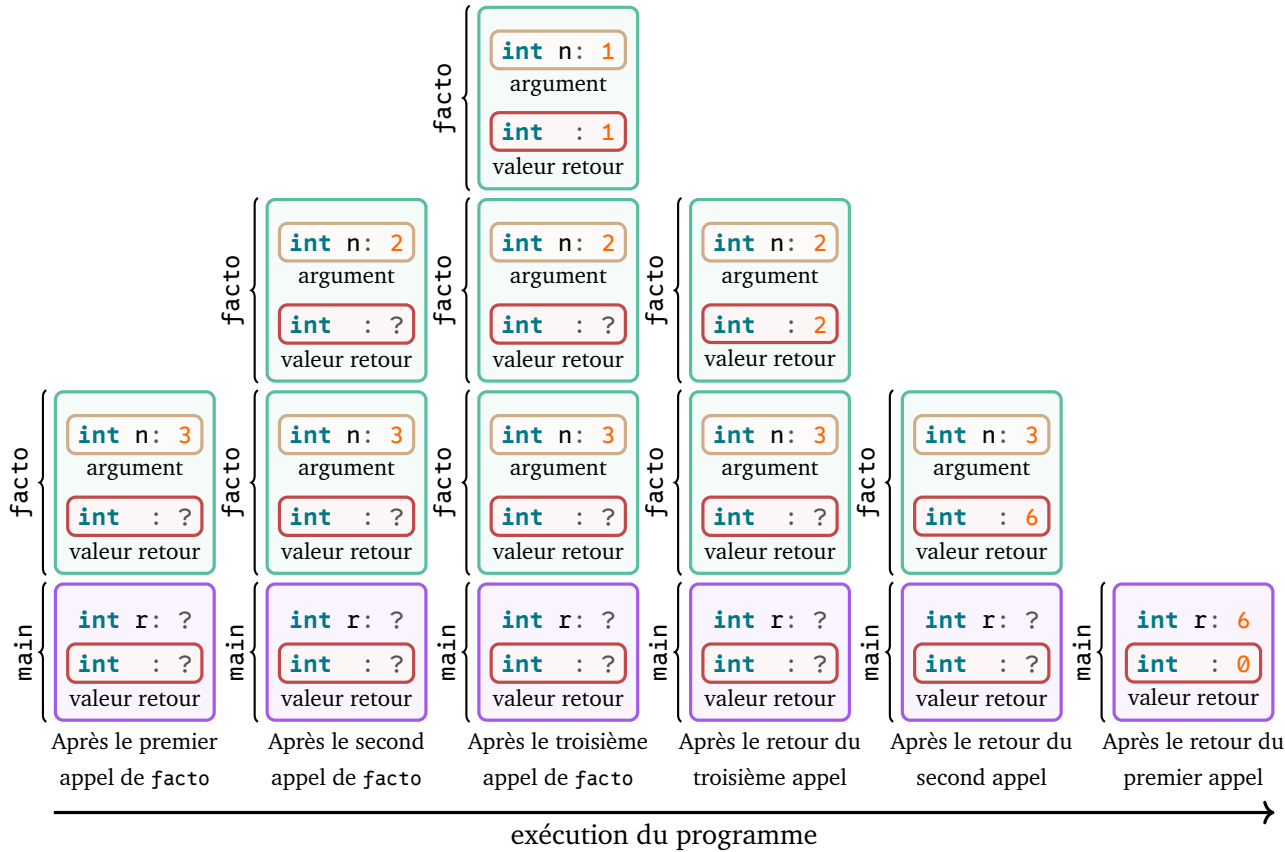 facto
int n: 1
argument
int : 1
valeur retour
facto
int n: 2
argument
int : ?
valeur retour
facto
int n: 2
argument
int : ?
valeur retour
facto
int n: 2
argument
int : 2
valeur retour
facto
int n: 3
argument
int : ?
valeur retour
facto
int n: 3
argument
int : ?
valeur retour
facto
int n: 3
argument
int : ?
valeur retour
facto
int n: 3
argument
int : ?
valeur retour
facto
int n: 3
argument
int : 6
valeur retour
main
int r: ?
int : ?
valeur retour
main
int r: ?
int : ?
valeur retour
main
int r: ?
int : ?
valeur retour
main
int r: ?
int : ?
valeur retour
main
int r: ?
int : ?
valeur retour
main
int r: 6
int : 0
valeur retour
Après le premier
appel de facto
Après le second
appel de facto
Après le troisième
appel de facto
Après le retour du
troisième appel
Après le retour du
second appel
Après le retour du
premier appel
exécution du programme